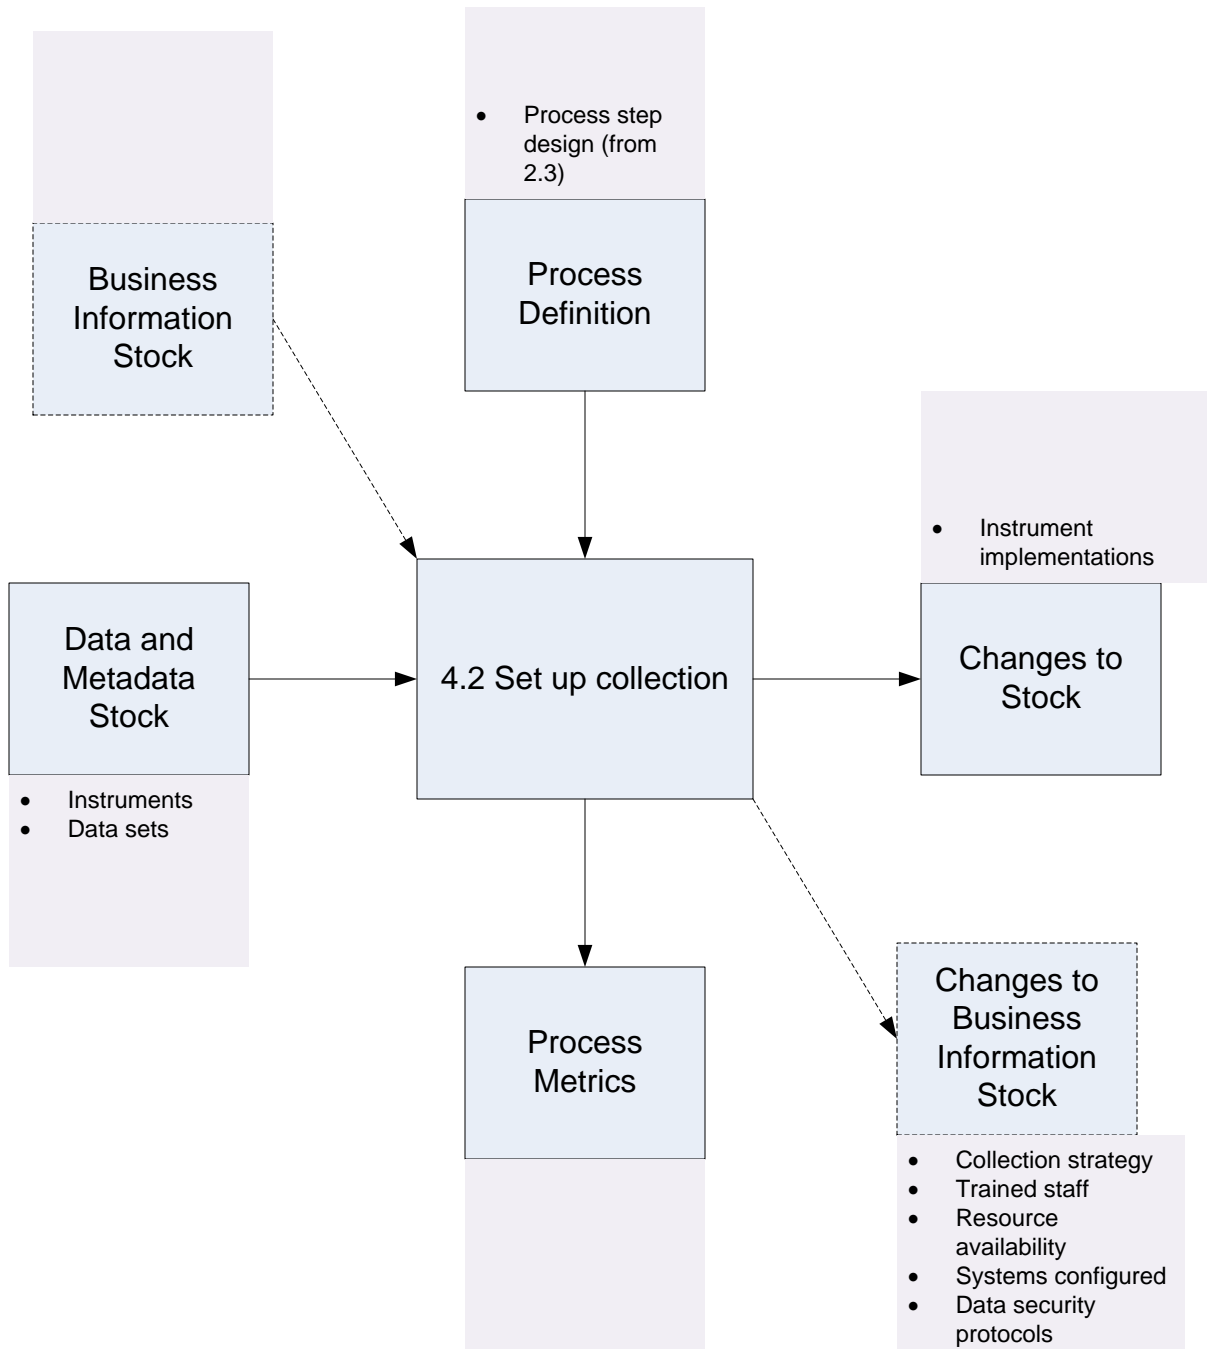 • Process step
design (from
2.3)
Business
Information
Stock
Process
Definition
• Instrument
implementations
Data and
Metadata
Stock
4.2 Set up collection
Changes to
Stock
• Instruments
• Data sets
Process
Metrics
Changes to
Business
Information
Stock
• Collection strategy
• Trained staff
• Resource
availability
• Systems configured
• Data security
protocols